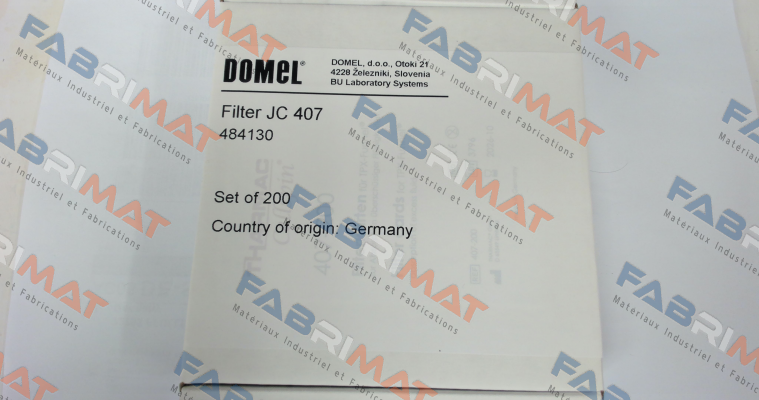 DOMEL®
DOMEL, d.o.o., Otoki 21
4228 Železniki, Slovenia
BU Laboratory Systems
Filter JC 407
484130
Set of 200
Country of origin: Germany
FABRIMAT
Matériaux Industriel et Fabrications